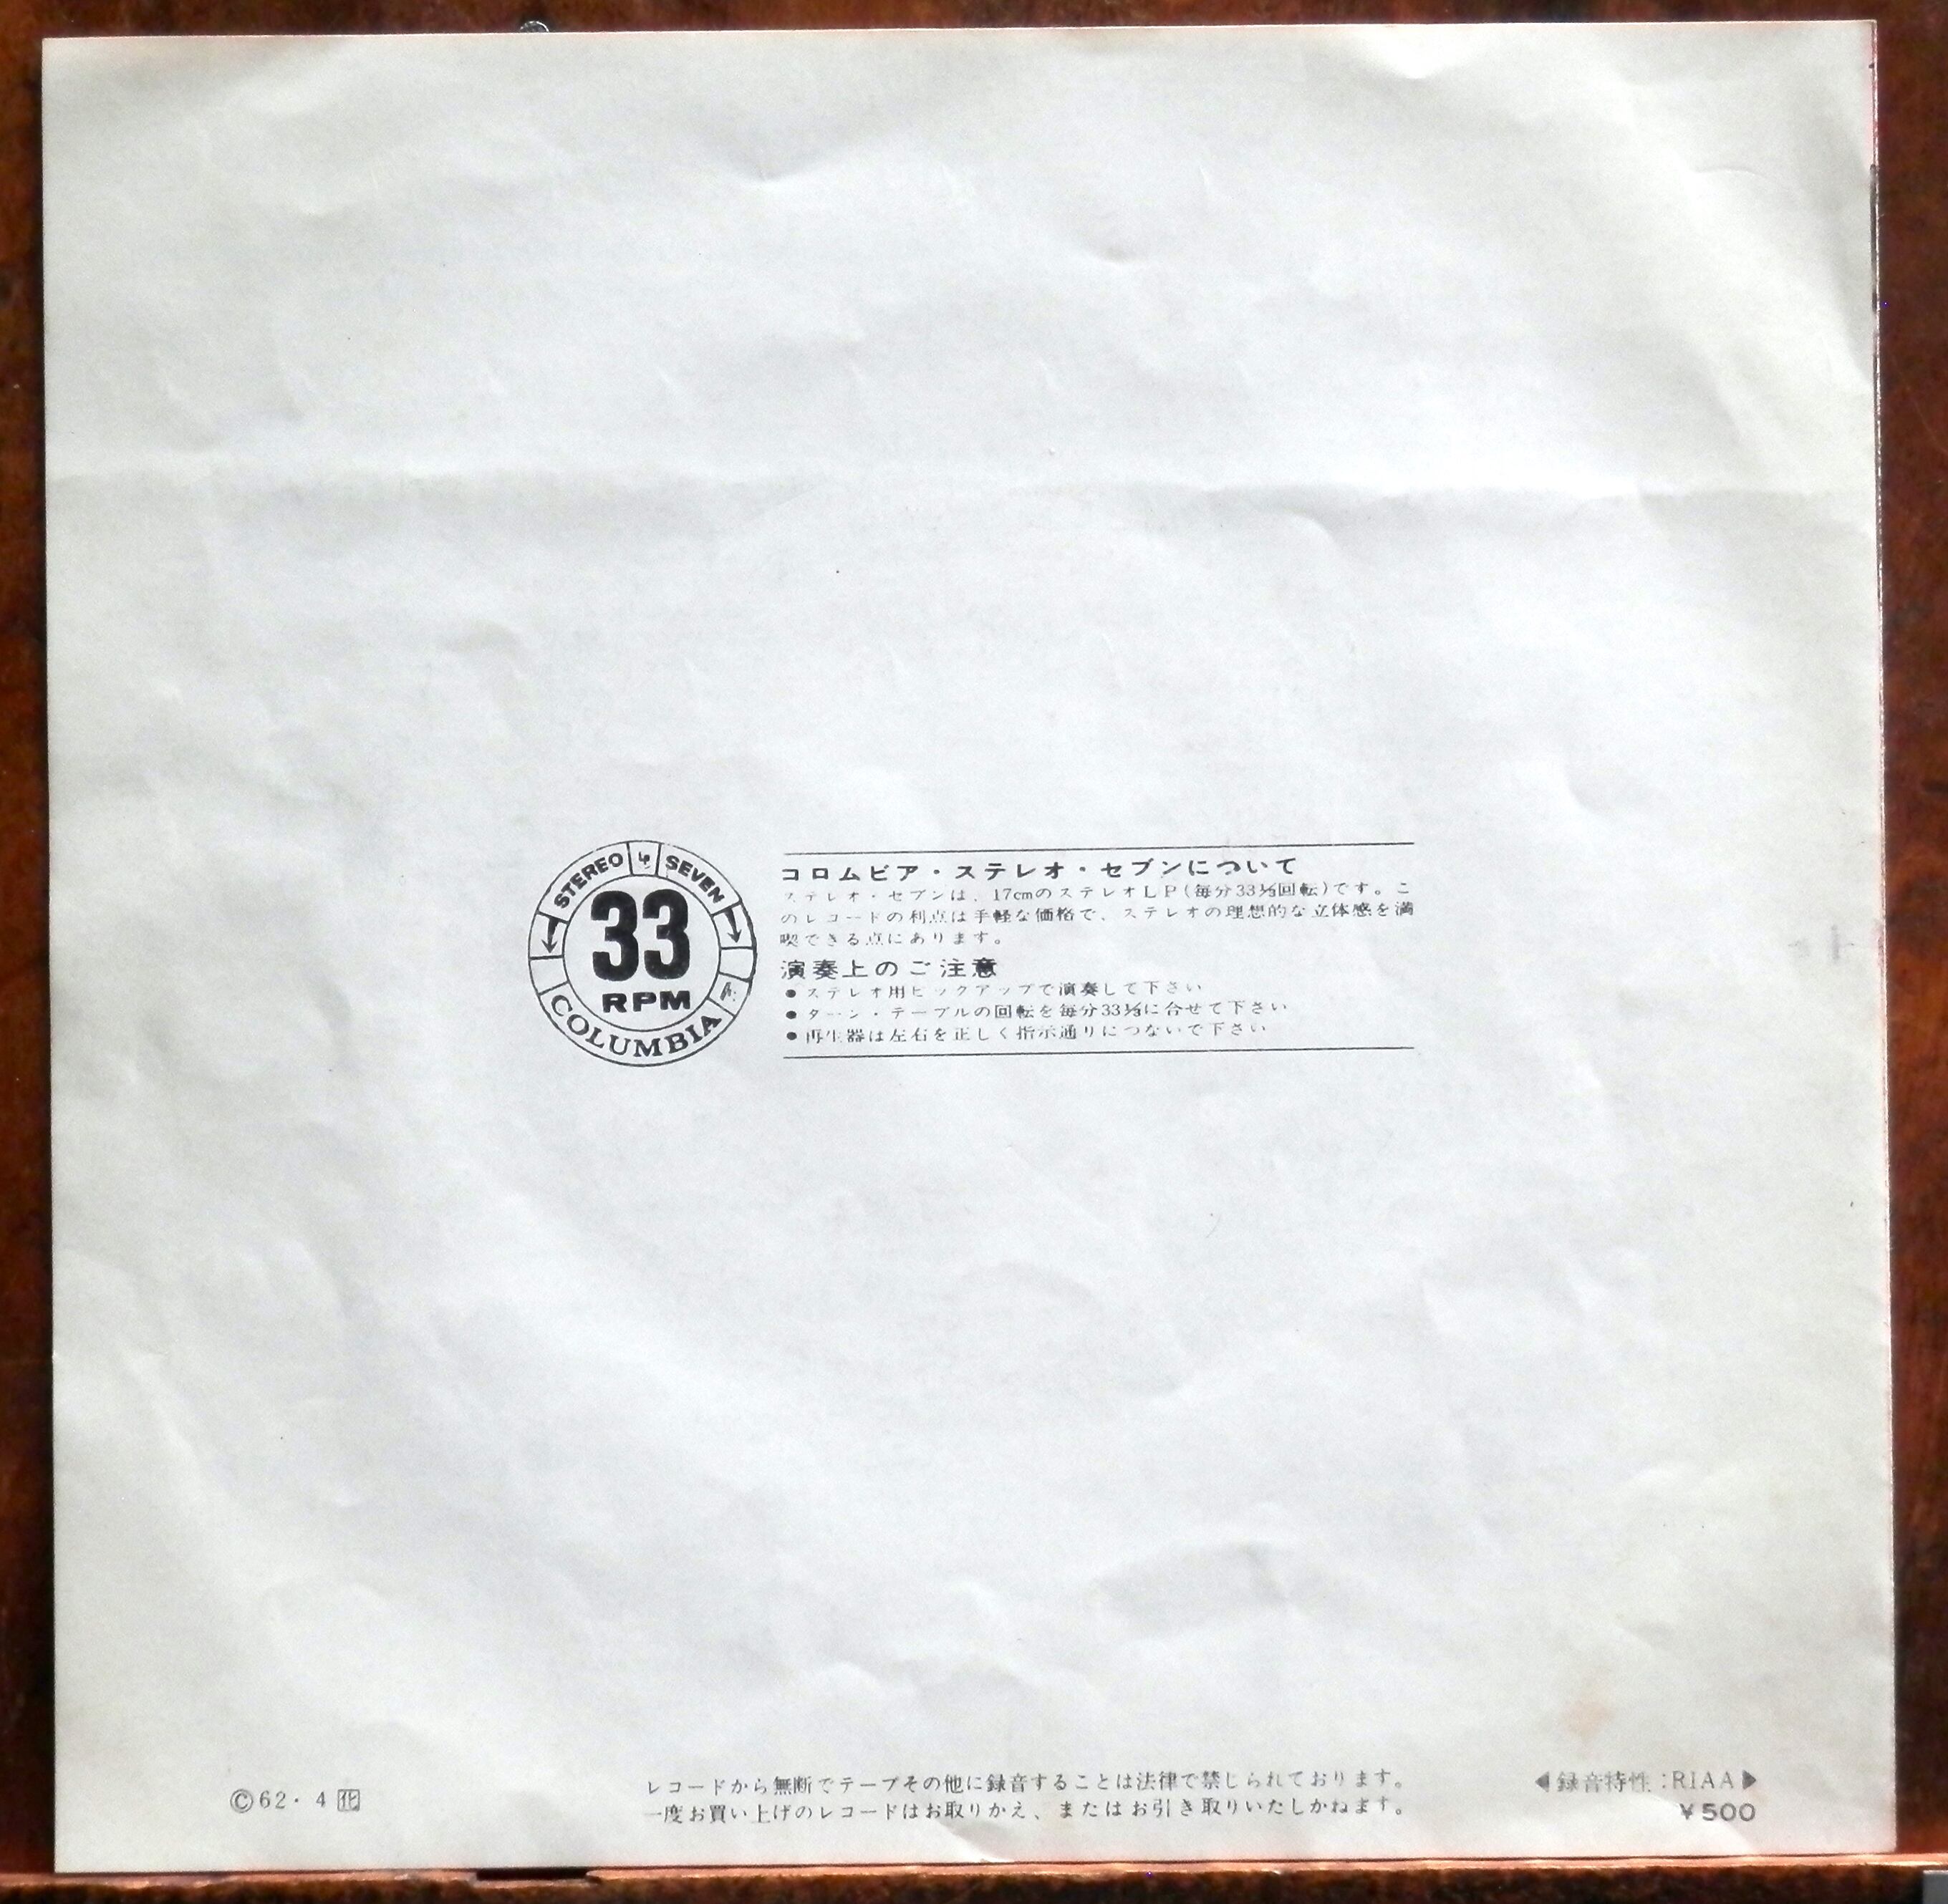 STEREO SEVEN
33
RPM
COLUMBIA
コロムビア・ステレオ・セブンについて
ステレオ・セブンは、17cmのステレオLP(毎分33⅓回転)です。こ
のレコードの利点は手軽な価格で、ステレオの理想的な立体感を満
喫できる点にあります。
演奏上のご注意
●ステレオ用ピックアップで演奏して下さい
●ターン・テーブルの回転を毎分33⅓に合せて下さい
●再生器は左右を正しく指示通りにつないで下さい
レコードから無断でテープその他に録音することは法律で禁じられております。
一度お買い上げのレコードはお取りかえ、またはお引き取りいたしかねます。
Ⓒ62・4
◀録音特性:RIAA▶
¥500